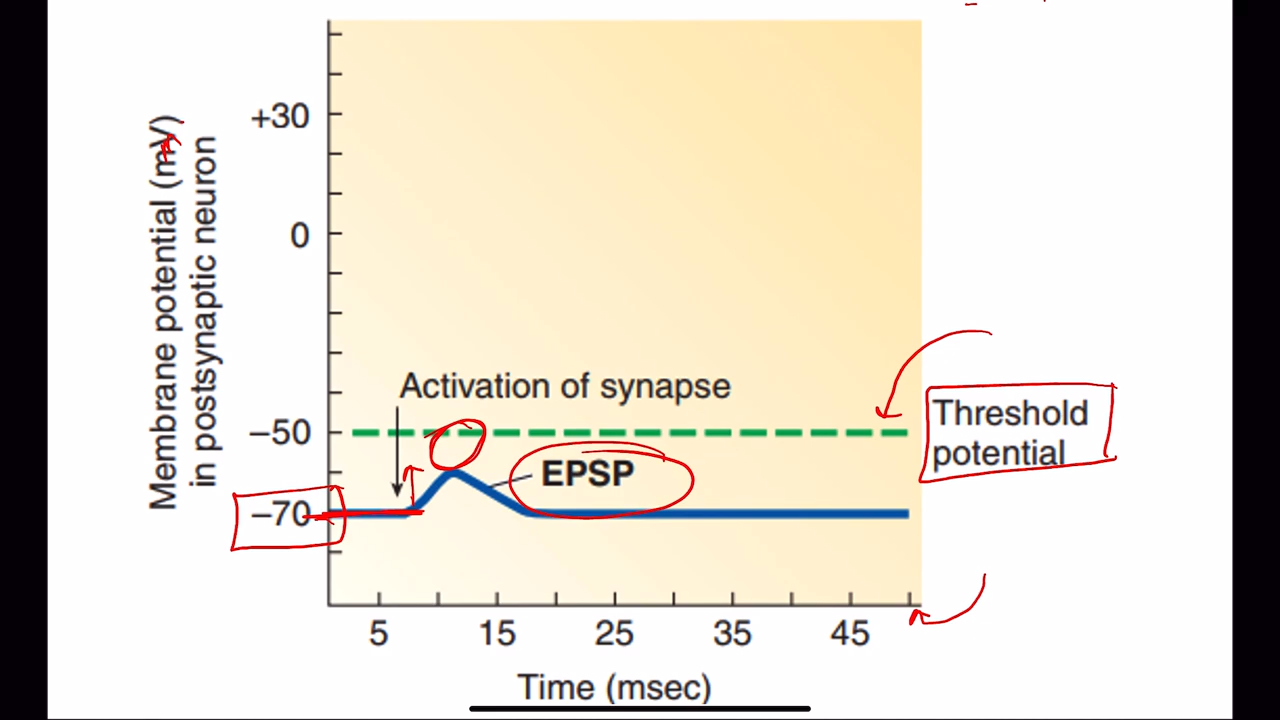 Membrane potential (mV)
in postsynaptic neuron
+30
0
–50
–70
Activation of synapse
EPSP
Threshold
potential
5 15 25 35 45
Time (msec)